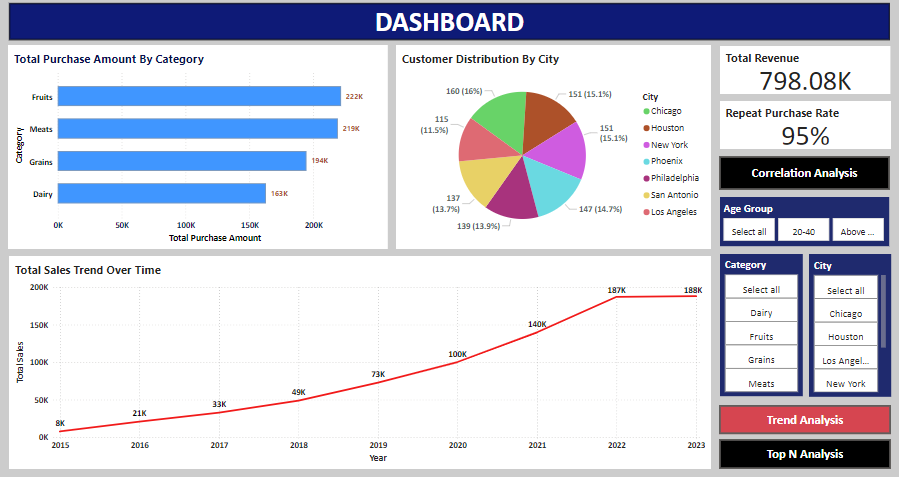 DASHBOARD
Total Purchase Amount By Category
Category
Fruits
222K
Meats
219K
Grains
194K
Dairy
163K
0K
50K
100K
150K
200K
Total Purchase Amount
Customer Distribution By City
160 (16%)
151 (15.1%)
115
(11.5%)
151
(15.1%)
137
(13.7%)
147 (14.7%)
139 (13.9%)
City
Chicago
Houston
New York
Phoenix
Philadelphia
San Antonio
Los Angeles
Total Revenue
798.08K
Repeat Purchase Rate
95%
Correlation Analysis
Age Group
Select all
20-40
Above ...
Total Sales Trend Over Time
Total Sales
200K
150K
100K
50K
0K
8K
21K
33K
49K
73K
100K
140K
187K
188K
2015
2016
2017
2018
2019
2020
2021
2022
2023
Year
Category
Select all
Dairy
Fruits
Grains
Meats
City
Select all
Chicago
Houston
Los Angel...
New York
Trend Analysis
Top N Analysis